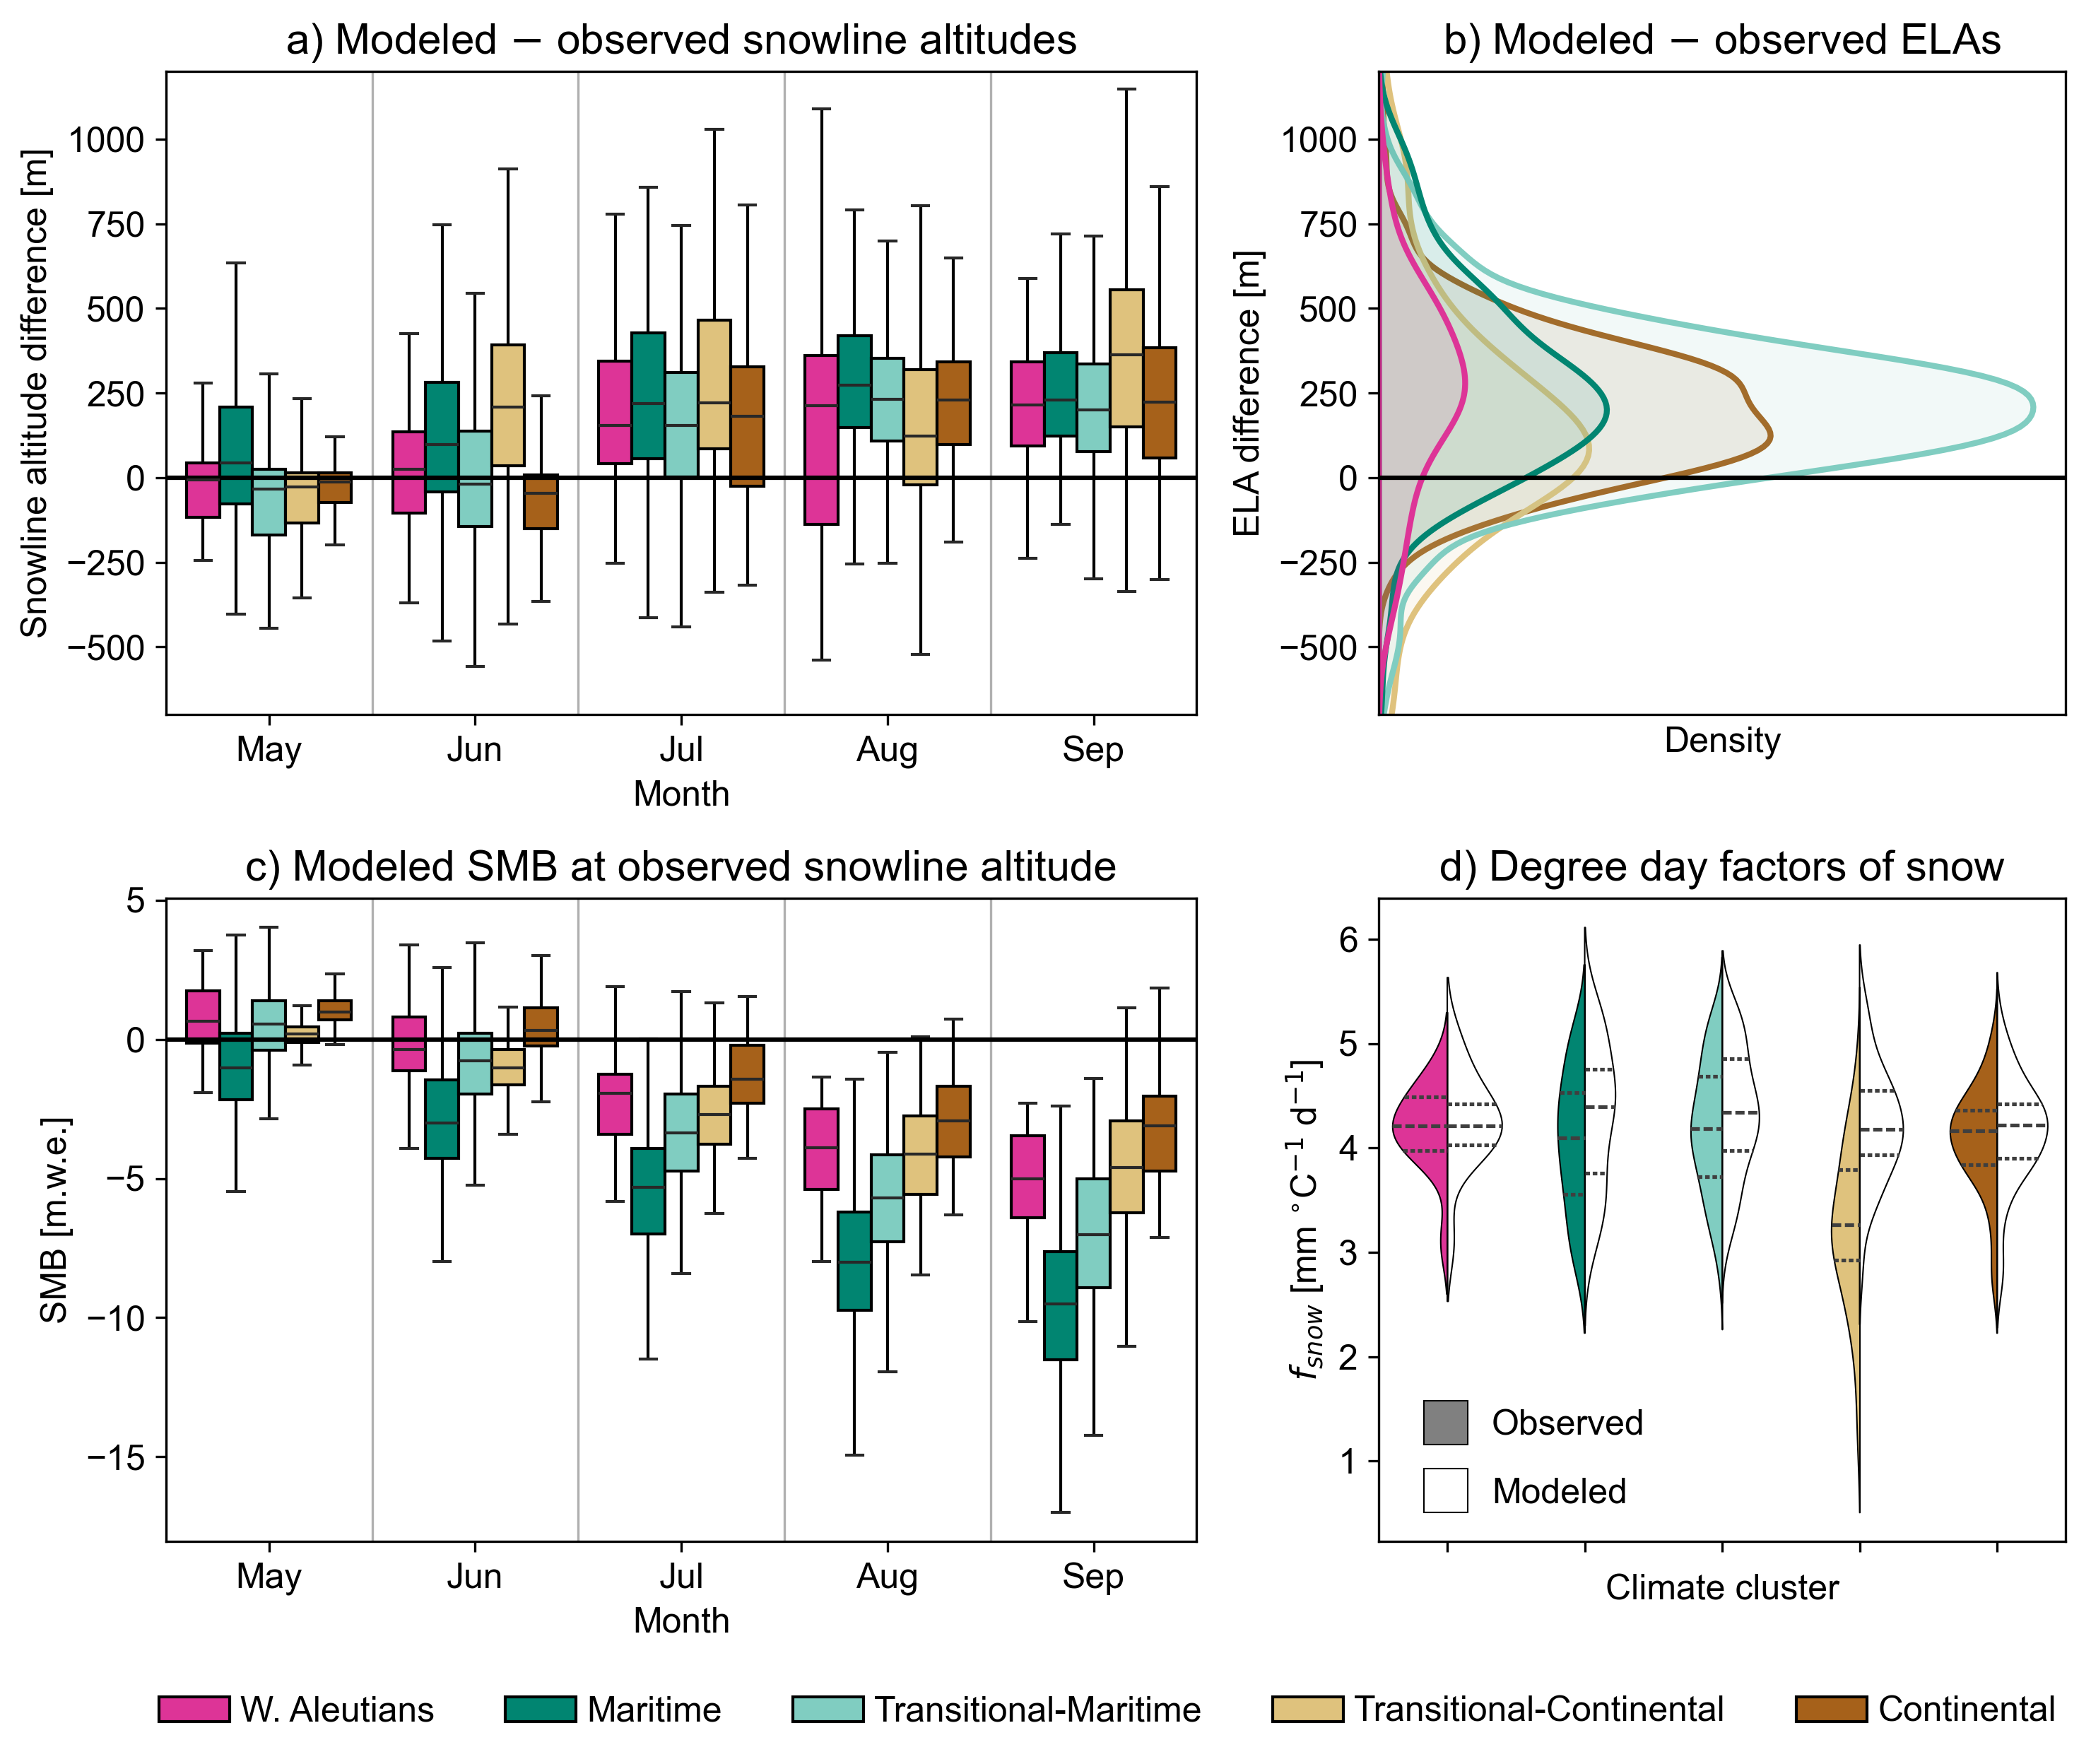 a) Modeled − observed snowline altitudes
Snowline altitude difference [m]
1000
750
500
250
0
−250
−500
May Jun Jul Aug Sep
Month
b) Modeled − observed ELAs
ELA difference [m]
1000
750
500
250
0
−250
−500
Density
c) Modeled SMB at observed snowline altitude
SMB [m.w.e.]
5
0
−5
−10
−15
May Jun Jul Aug Sep
Month
d) Degree day factors of snow
f_snow [mm °C⁻¹ d⁻¹]
6
5
4
3
2
1
Observed
Modeled
Climate cluster
W. Aleutians Maritime Transitional-Maritime Transitional-Continental Continental